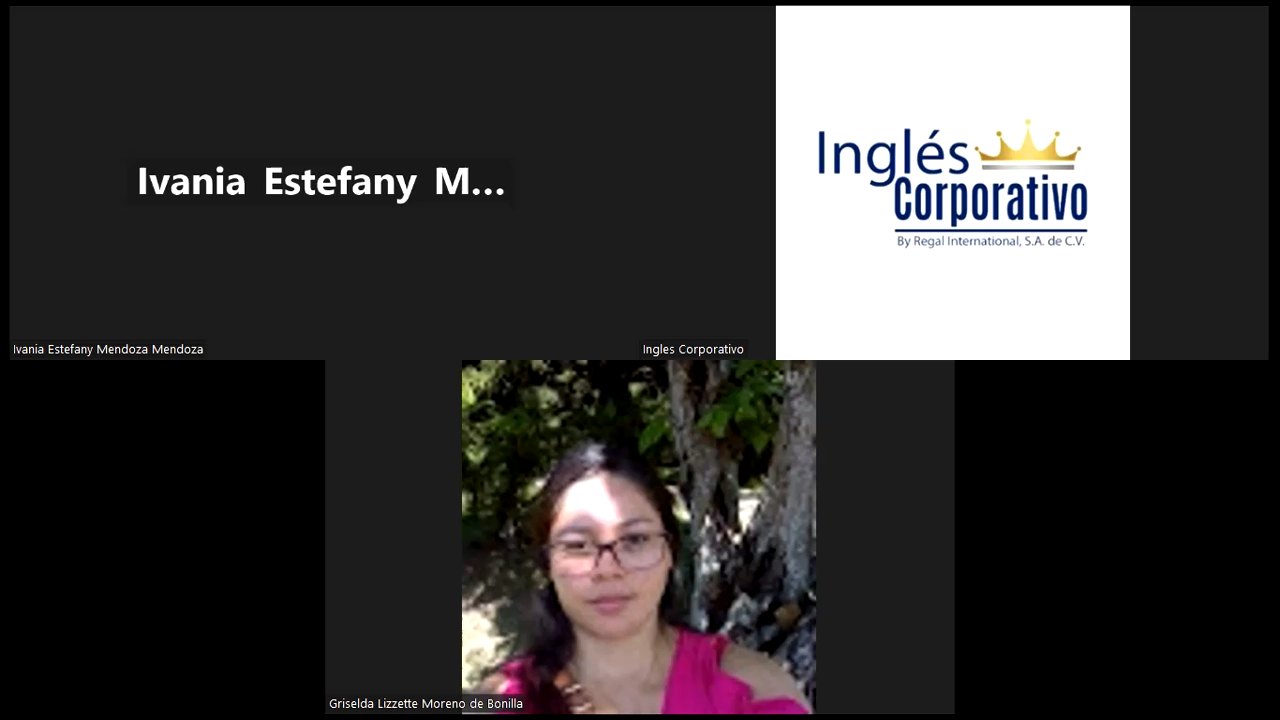 Ivania Estefany M...
Inglés
Corporativo
By Regal International, S.A. de C.V.
Ivania Estefany Mendoza Mendoza
Ingles Corporativo
Griselda Lizzette Moreno de Bonilla